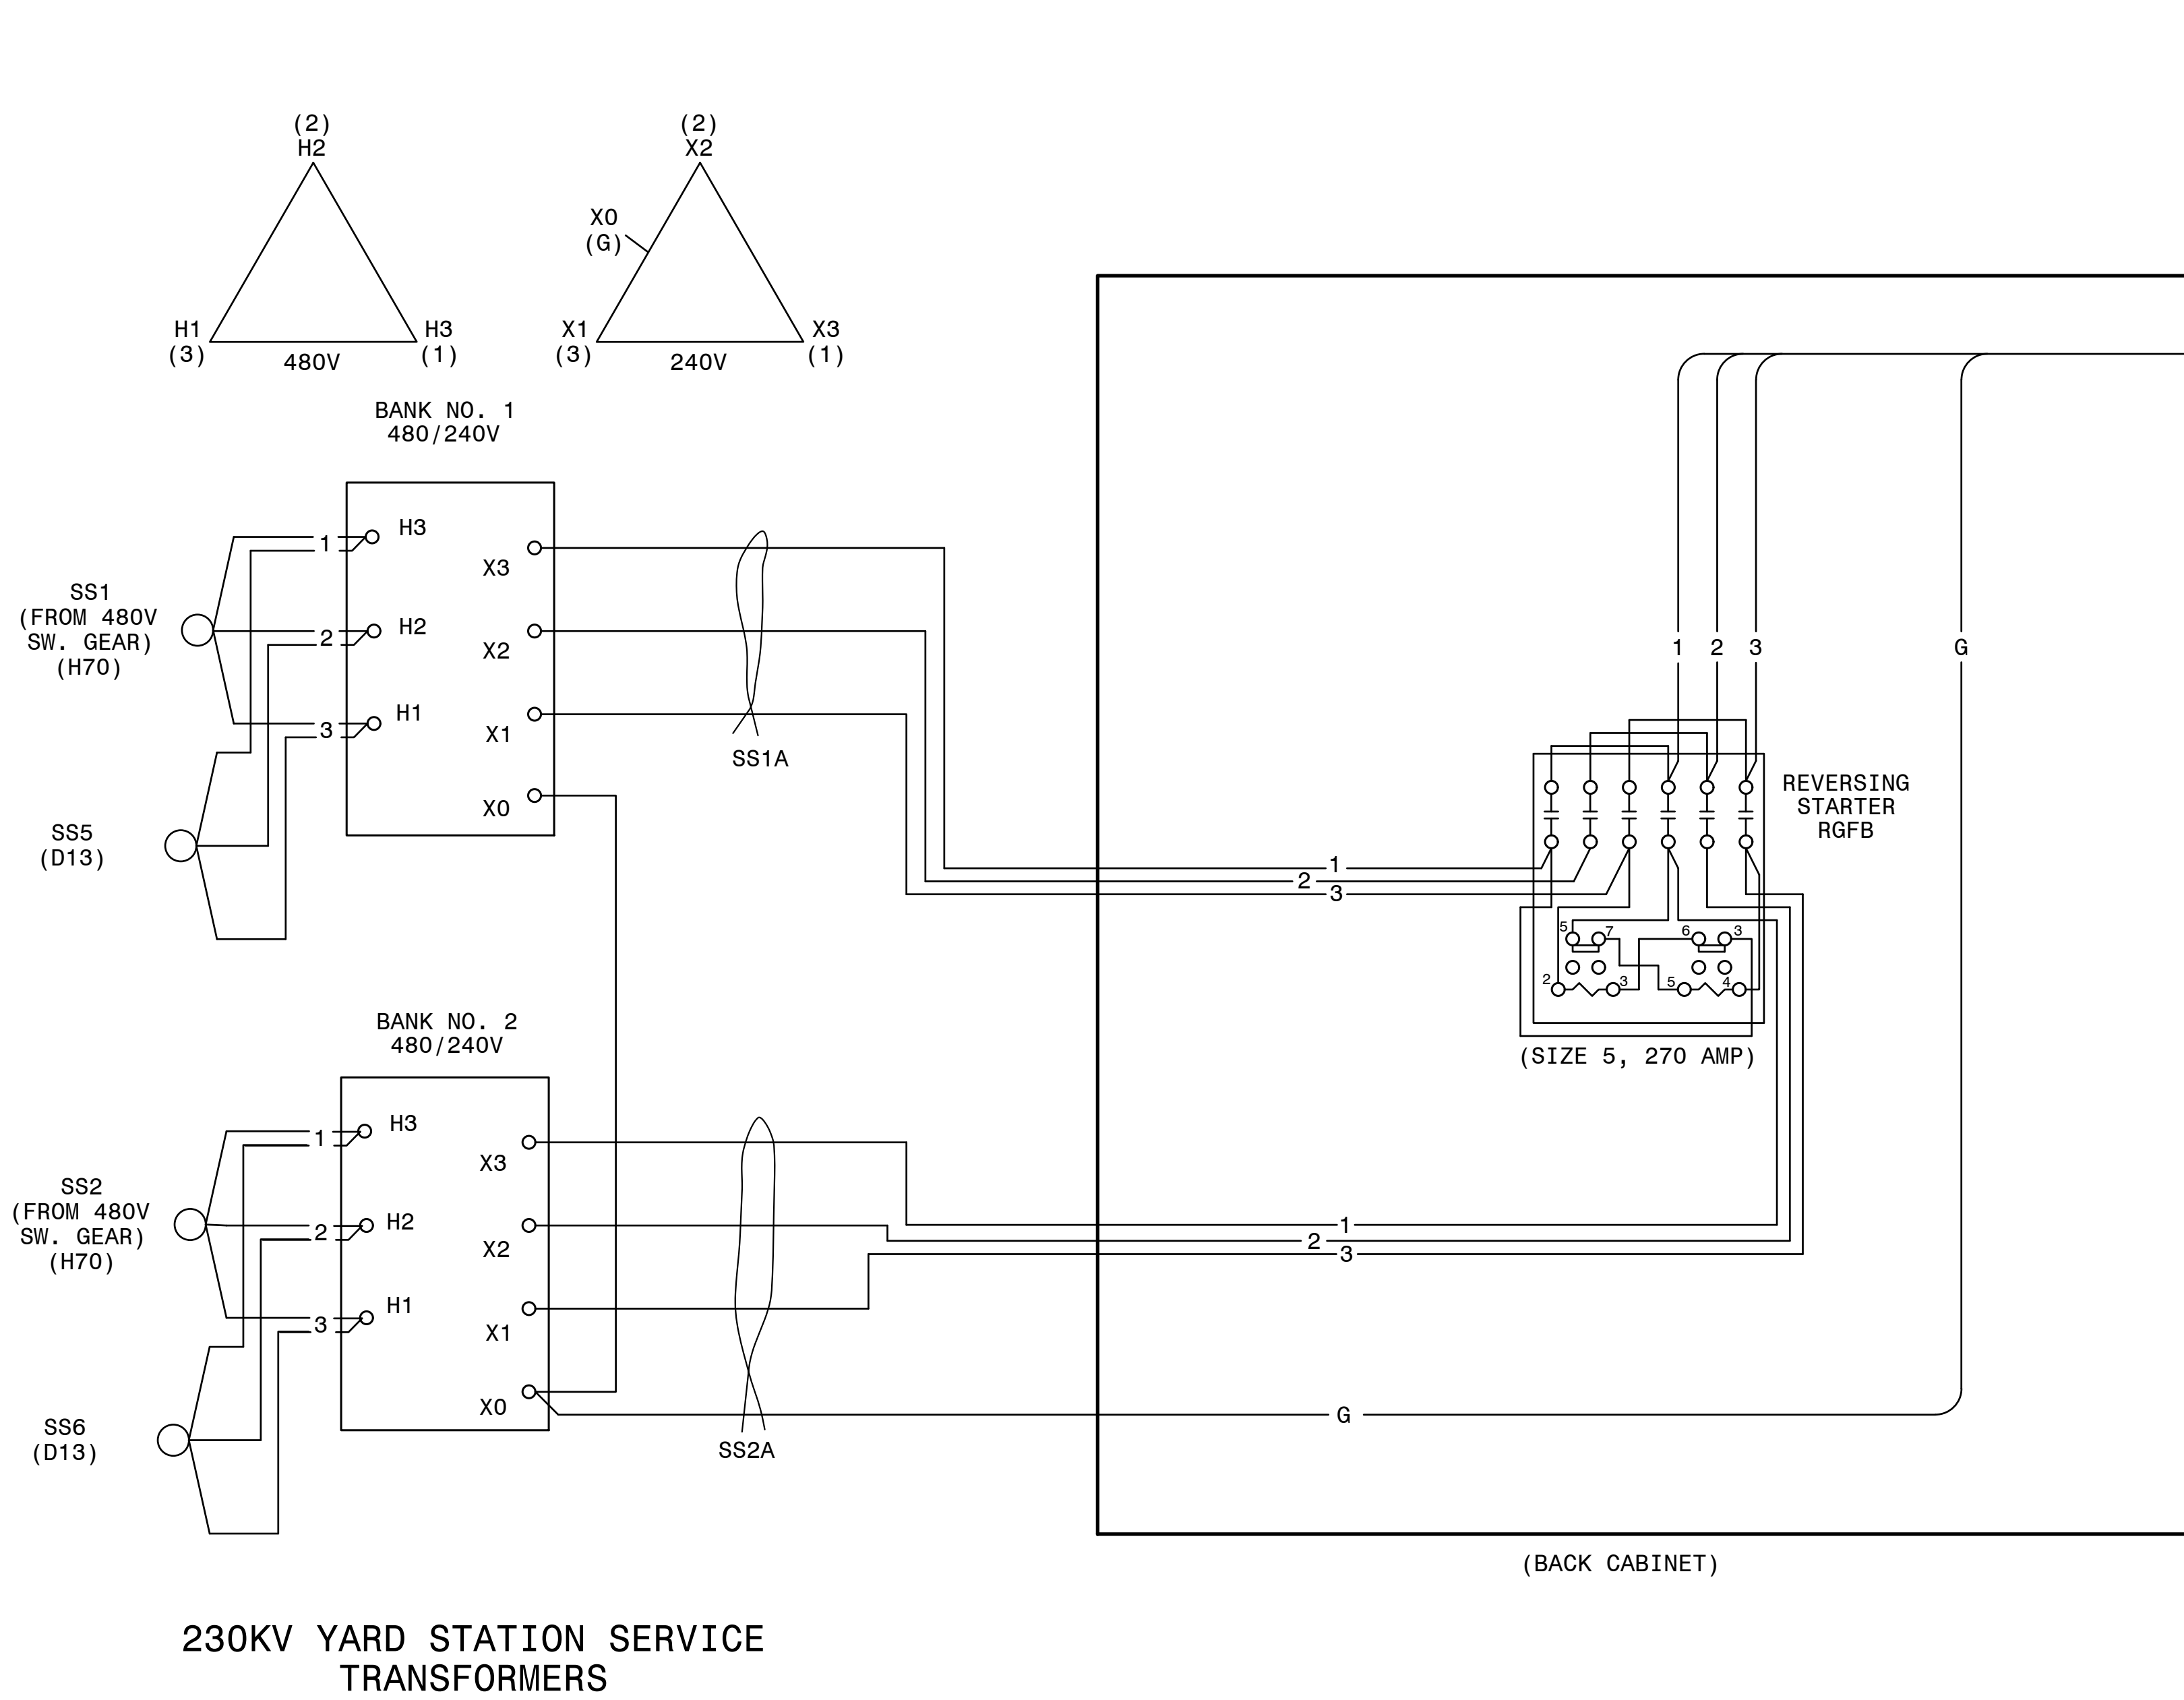 (2)
H2
H1
(3)
480V
H3
(1)
(2)
X2
X0
(G)
X1
(3)
240V
X3
(1)
BANK NO. 1
480/240V
SS1
(FROM 480V
SW. GEAR)
(H70)
1
2
3
H3
H2
H1
X3
X2
X1
X0
SS5
(D13)
SS1A
1
2
3
1
2
3
G
REVERSING
STARTER
RGFB
5
7
6
3
2
3
5
4
(SIZE 5, 270 AMP)
BANK NO. 2
480/240V
SS2
(FROM 480V
SW. GEAR)
(H70)
1
2
3
H3
H2
H1
X3
X2
X1
X0
SS6
(D13)
SS2A
1
2
3
G
(BACK CABINET)
230KV YARD STATION SERVICE
TRANSFORMERS